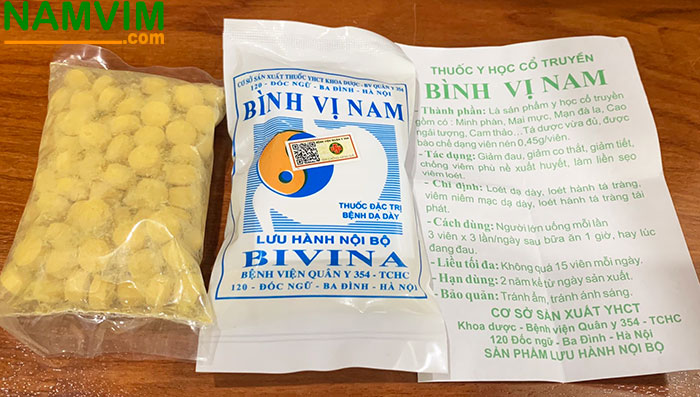 NAMVIM
.com
CƠ SỞ SẢN XUẤT THUỐC YHCT KHOA DƯỢC - BV QUÂN Y 354
120 - ĐỐC NGỮ - BA ĐÌNH - HÀ NỘI
BÌNH VỊ NAM
THUỐC ĐẶC TRỊ
BỆNH DẠ DÀY
LƯU HÀNH NỘI BỘ
BIVINA
BỆNH VIỆN QUÂN Y 354 - TCHC
120 - ĐỐC NGỮ - BA ĐÌNH - HÀ NỘI
THUỐC Y HỌC CỔ TRUYỀN
BÌNH VỊ NAM
- Thành phần: Là sản phẩm y học cổ truyền
gồm có : Minh phàn, Mai mực, Mạn đà la, Cao
ngải tượng, Cam thảo...Tá dược vừa đủ, được
bào chế dạng viên nén 0,45g/viên.
- Tác dụng: Giảm đau, giảm co thắt, giảm tiết,
chống viêm phù nề xuất huyết, làm liền sẹo
viêm loét.
- Chỉ định: Loét dạ dày, loét hành tá tràng,
viêm niêm mạc dạ dày, loét hành tá tràng tái
phát.
- Cách dùng: Người lớn uống mỗi lần
3 viên x 3 lần/ngày sau bữa ăn 1 giờ, hay lúc
đang đau.
- Liều tối đa: Không quá 15 viên mỗi ngày.
- Hạn dùng: 2 năm kể từ ngày sản xuất.
- Bảo quản: Tránh ẩm, tránh ánh sáng.
CƠ SỞ SẢN XUẤT YHCT
Khoa dược - Bệnh viện Quân y 354 - TCHC
120 Đốc ngữ - Ba Đình - Hà Nội
SẢN PHẨM LƯU HÀNH NỘI BỘ